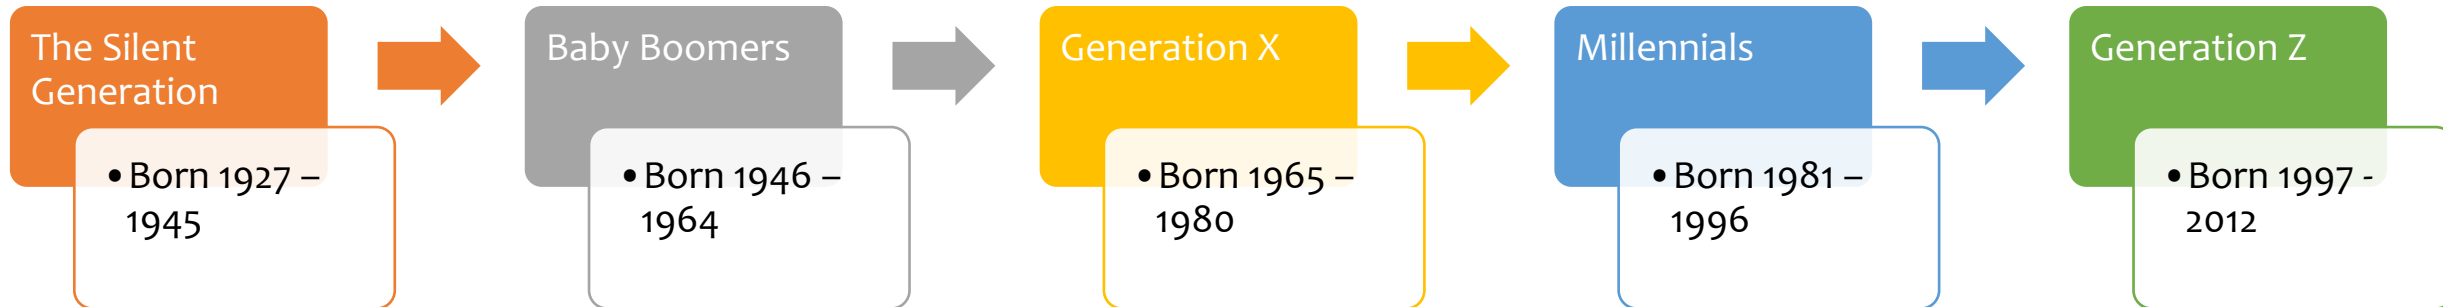 The Silent
Generation
• Born 1927 –
1945
Baby Boomers
• Born 1946 –
1964
Generation X
• Born 1965 –
1980
Millennials
• Born 1981 –
1996
Generation Z
• Born 1997 -
2012